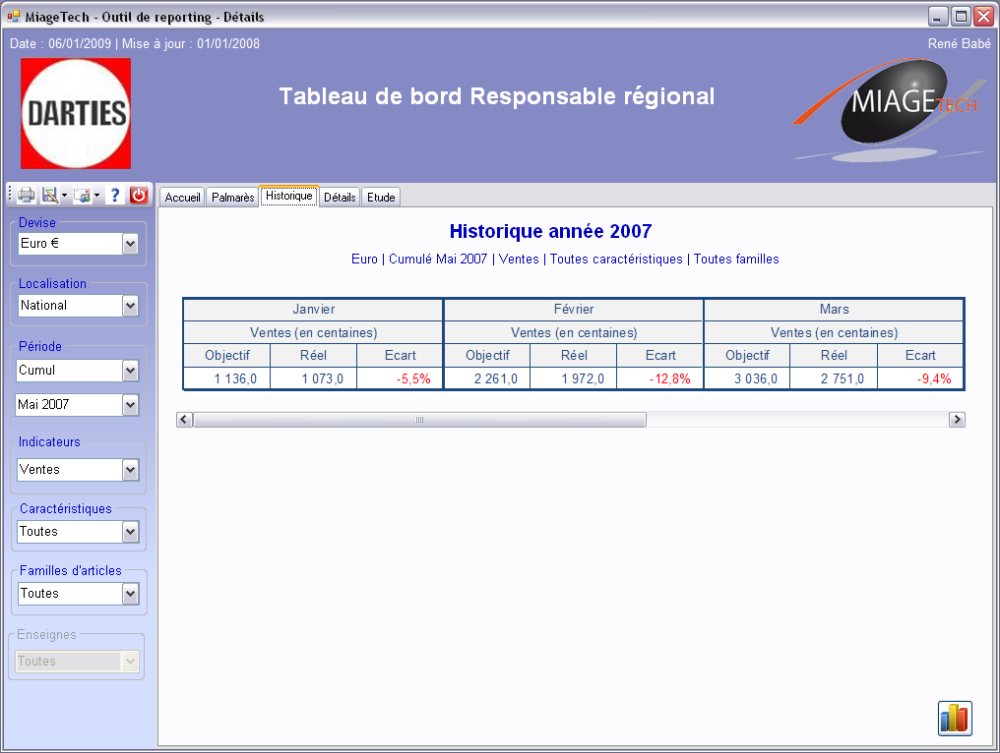 MiageTech - Outil de reporting - Détails
Date : 06/01/2009 | Mise à jour : 01/01/2008
René Babé
DARTIES
Tableau de bord Responsable régional
MIAGETECH
?
Accueil Palmarès Historique Détails Etude
Devise
Euro €
Localisation
National
Période
Cumul
Mai 2007
Indicateurs
Ventes
Caractéristiques
Toutes
Familles d'articles
Toutes
Enseignes
Toutes
Historique année 2007
Euro | Cumulé Mai 2007 | Ventes | Toutes caractéristiques | Toutes familles
Janvier Février Mars
Ventes (en centaines) Ventes (en centaines) Ventes (en centaines)
Objectif Réel Ecart Objectif Réel Ecart Objectif Réel Ecart
1 136,0 1 073,0 -5,5% 2 261,0 1 972,0 -12,8% 3 036,0 2 751,0 -9,4%